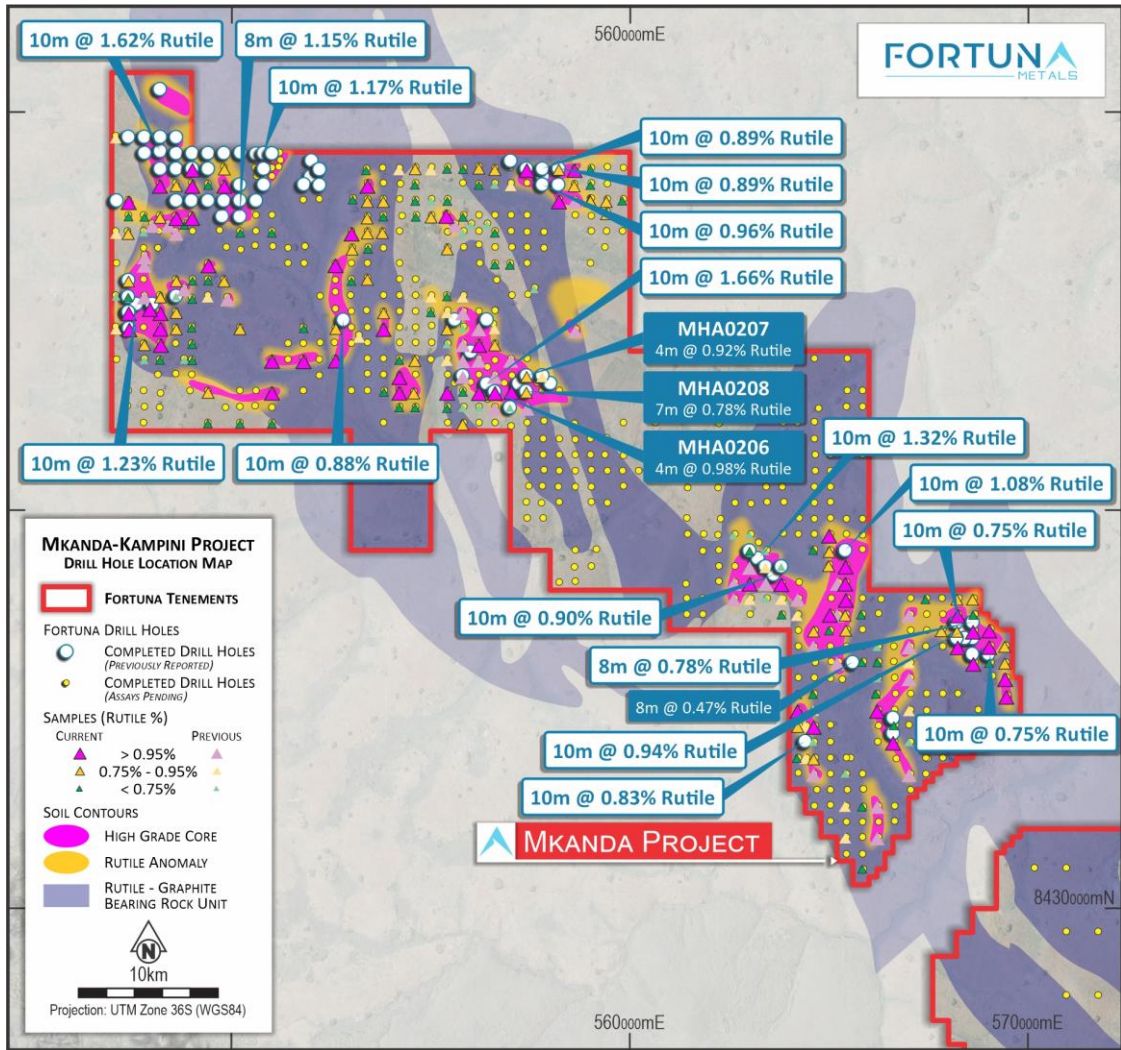 10m @ 1.62% Rutile
8m @ 1.15% Rutile
10m @ 1.17% Rutile
560000mE
FORTUNA
METALS
10m @ 0.89% Rutile
10m @ 0.89% Rutile
10m @ 0.96% Rutile
10m @ 1.66% Rutile
MHA0207
4m @ 0.92% Rutile
MHA0208
7m @ 0.78% Rutile
MHA0206
4m @ 0.98% Rutile
10m @ 1.23% Rutile
10m @ 0.88% Rutile
10m @ 1.32% Rutile
10m @ 1.08% Rutile
10m @ 0.75% Rutile
10m @ 0.90% Rutile
8m @ 0.78% Rutile
8m @ 0.47% Rutile
10m @ 0.94% Rutile
10m @ 0.75% Rutile
10m @ 0.83% Rutile
MKANDA PROJECT
8430000mN
560000mE
570000mE
MKANDA-KAMPINI PROJECT
DRILL HOLE LOCATION MAP
FORTUNA TENEMENTS
FORTUNA DRILL HOLES
COMPLETED DRILL HOLES
(PREVIOUSLY REPORTED)
COMPLETED DRILL HOLES
(ASSAYS PENDING)
SAMPLES (RUTILE %)
CURRENT PREVIOUS
> 0.95%
0.75% - 0.95%
< 0.75%
SOIL CONTOURS
HIGH GRADE CORE
RUTILE ANOMALY
RUTILE - GRAPHITE
BEARING ROCK UNIT
N
10km
Projection: UTM Zone 36S (WGS84)